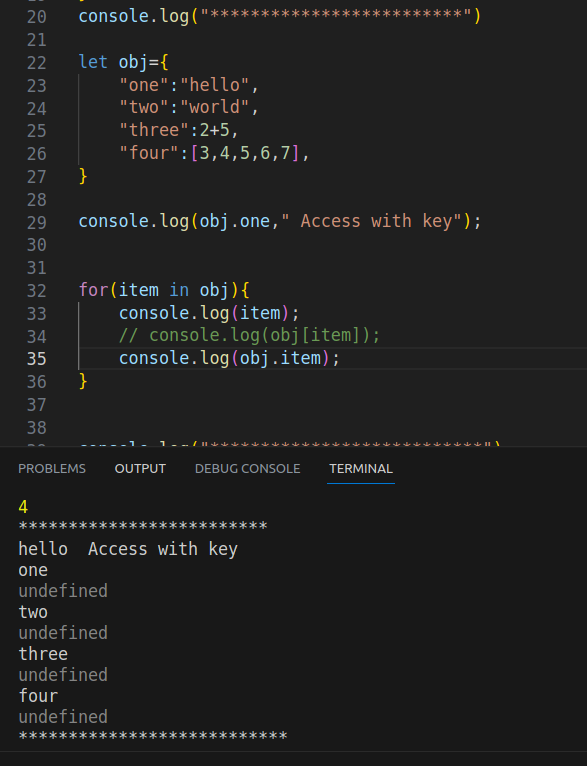 20 console.log("*************************")
21
22 let obj={
23 "one":"hello",
24 "two":"world",
25 "three":2+5,
26 "four":[3,4,5,6,7],
27 }
28
29 console.log(obj.one," Access with key");
30
31
32 for(item in obj){
33 console.log(item);
34 // console.log(obj[item]);
35 console.log(obj.item);
36 }
37
38
PROBLEMS OUTPUT DEBUG CONSOLE TERMINAL
4
*************************
hello  Access with key
one
undefined
two
undefined
three
undefined
four
undefined
***************************